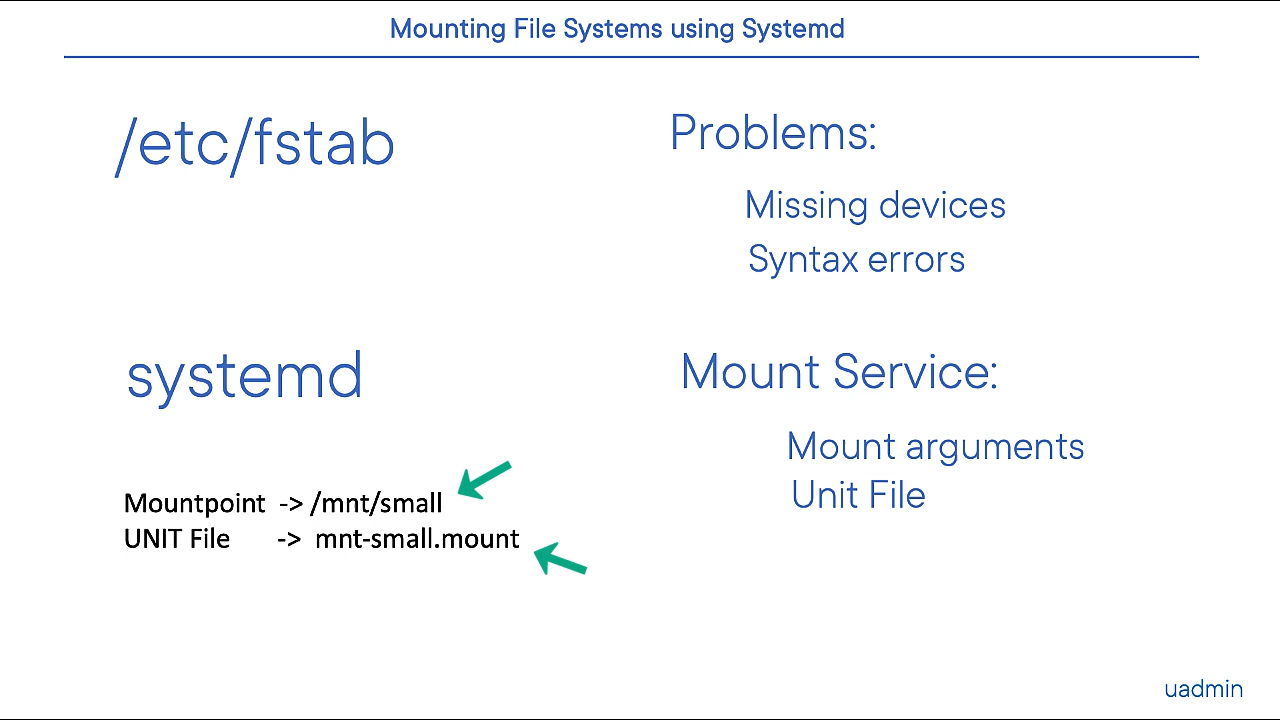 Mounting File Systems using Systemd
/etc/fstab
Problems:
Missing devices
Syntax errors
systemd
Mount Service:
Mount arguments
Unit File
Mountpoint -> /mnt/small
UNIT File -> mnt-small.mount
uadmin